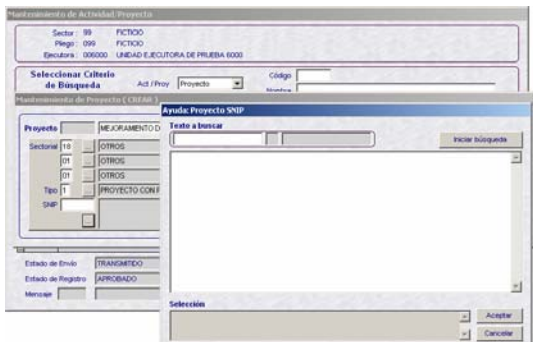 Mantenimiento de Actividad/Proyecto
Sector : 99 FICTICIO
Pliego : 099 FICTICIO
Ejecutora : 006000 UNIDAD EJECUTORA DE PRUEBA 6000
Seleccionar Criterio de Búsqueda
Act / Proy Proyecto
Código
Nombre
Mantenimiento de Proyecto ( CREAR )
Proyecto MEJORAMIENTO D
Sectorial 18 ... OTROS
01 ... OTROS
01 ... OTROS
Tipo 1 ... PROYECTO CON
SNIP
...
Estado de Envío TRANSMITIDO
Estado de Registro APROBADO
Mensaje
Ayuda: Proyecto SNIP
Texto a buscar
Iniciar búsqueda
Selección
Aceptar
Cancelar